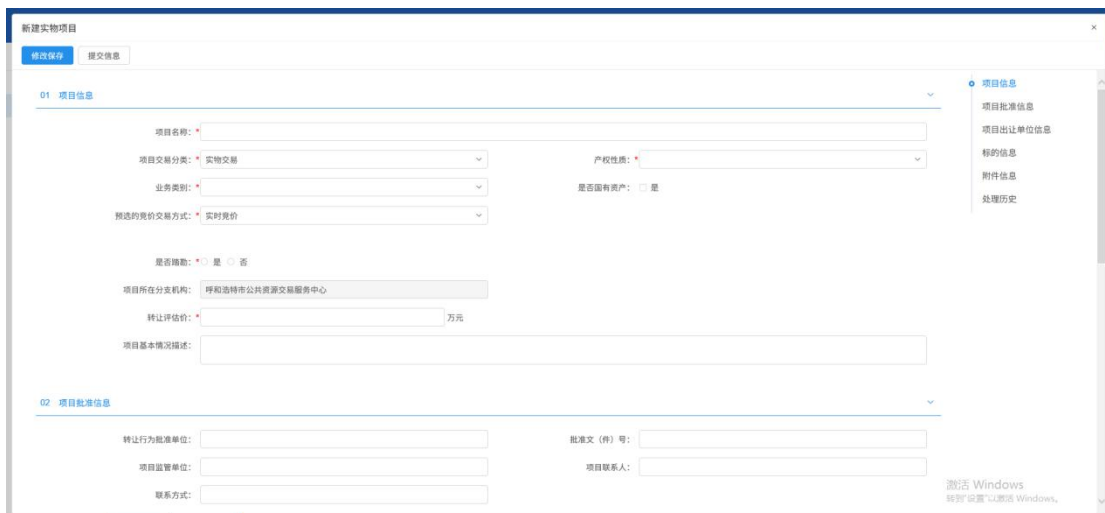 新建实物项目 ×
修改保存 提交信息
01 项目信息
项目名称: *
项目交易分类: * 实物交易 产权性质: *
业务类别: * 是否国有资产: 是
预选的竞价交易方式: * 实时竞价
是否踏勘: * 是 否
项目所在分支机构: 呼和浩特市公共资源交易服务中心
转让评估价: * 万元
项目基本情况描述:
02 项目批准信息
转让行为批准单位: 批准文（件）号:
项目监管单位: 项目联系人:
联系方式:
项目信息
项目批准信息
项目出让单位信息
标的信息
附件信息
处理历史
激活 Windows
转到"设置"以激活 Windows。